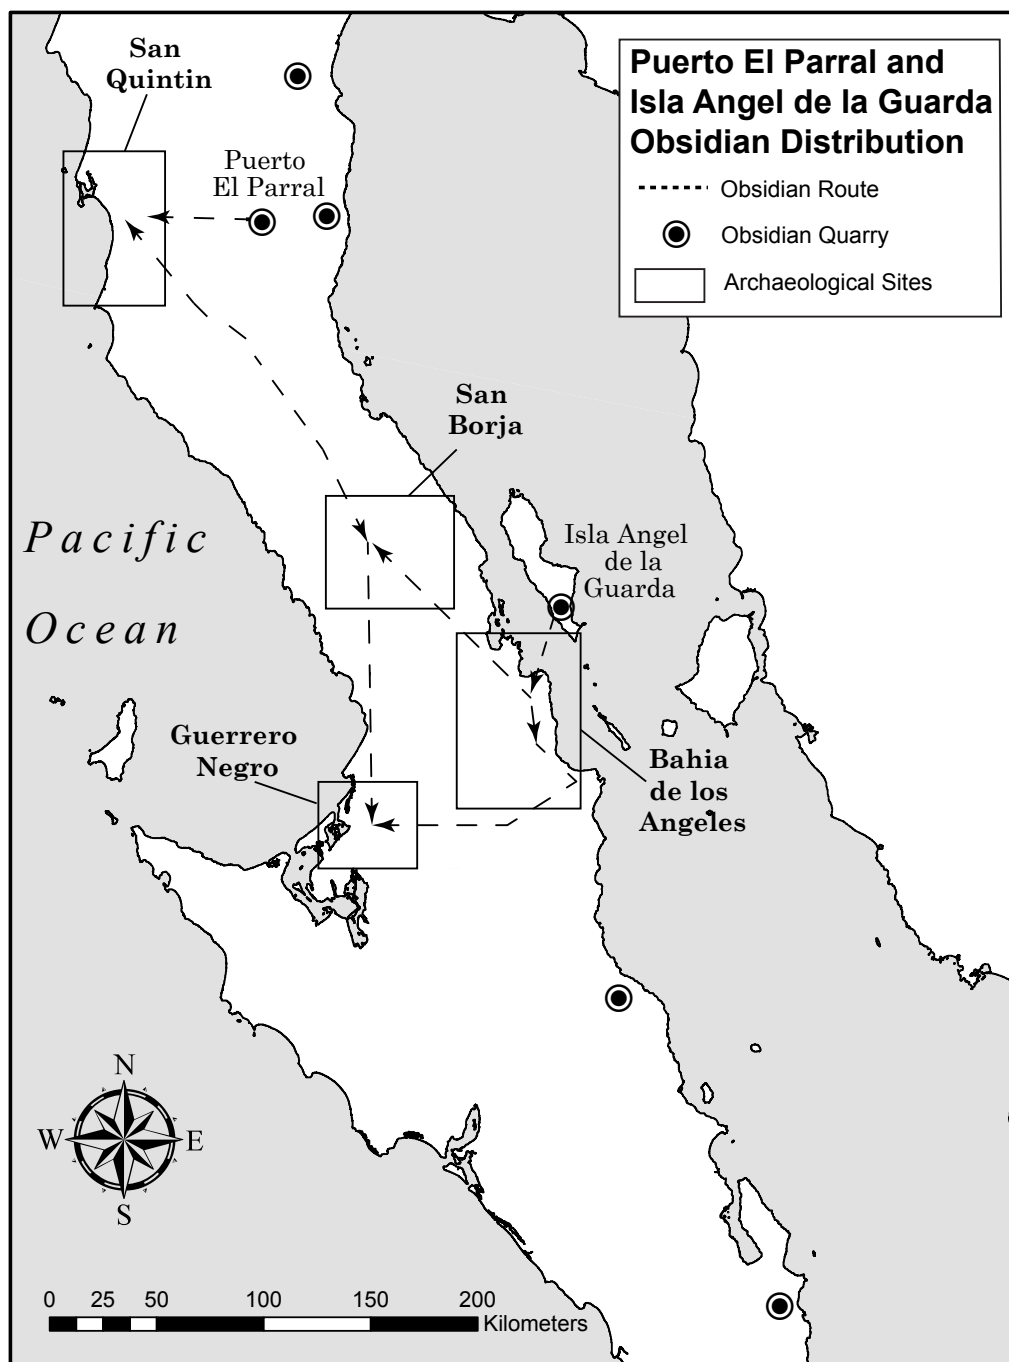 San
Quintin
Puerto El Parral and
Isla Angel de la Guarda
Obsidian Distribution
Obsidian Route
Obsidian Quarry
Archaeological Sites
Puerto
El Parral
San
Borja
Pacific
Ocean
Isla Angel
de la
Guarda
Guerrero
Negro
Bahia
de los
Angeles
N
W
E
S
0 25 50 100 150 200
Kilometers